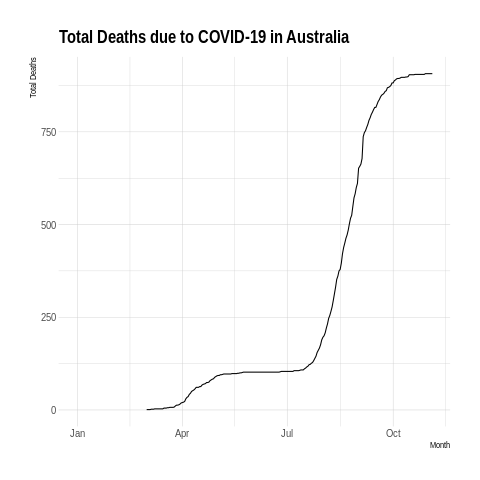 Total Deaths due to COVID-19 in Australia
Total Deaths
750
500
250
0
Jan Apr Jul Oct
Month